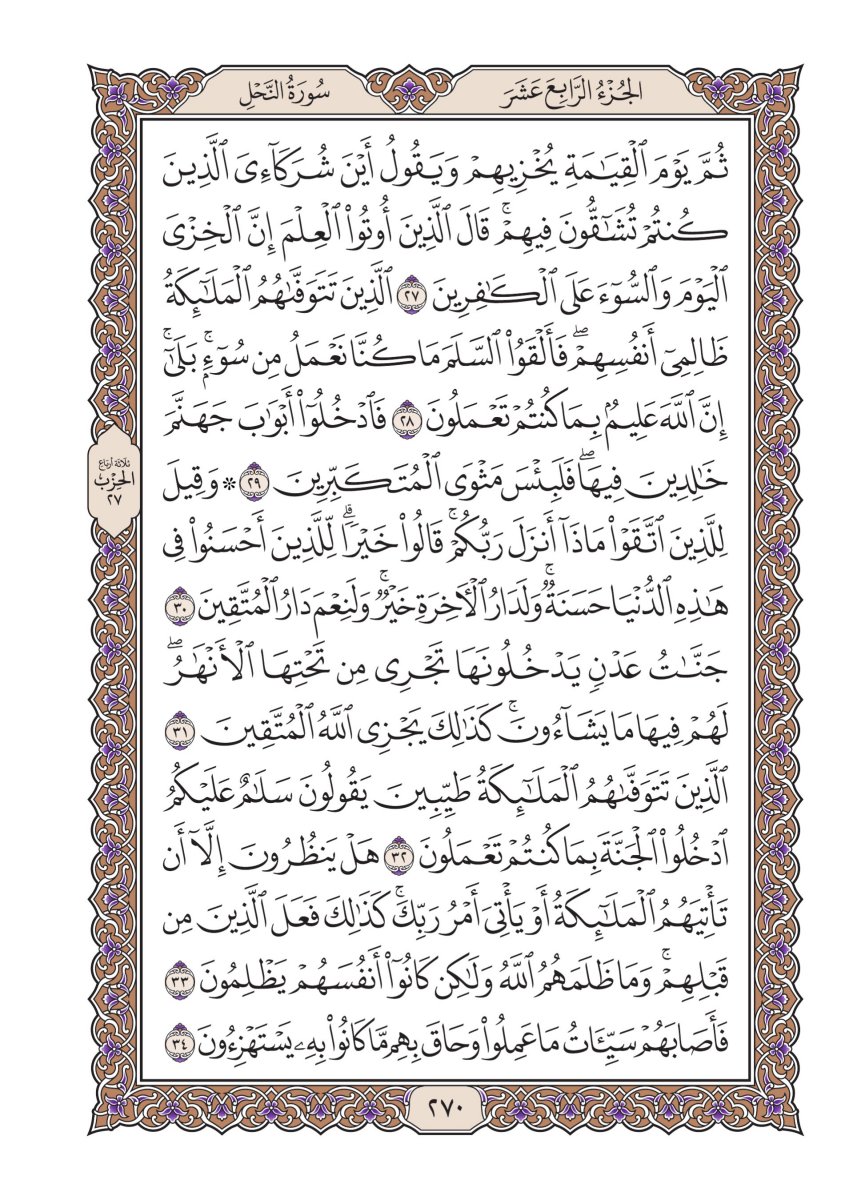 الجُزْءُ الرَّابِعَ عَشَرَ
سُورَةُ النَّحْلِ
ثُمَّ يَوْمَ ٱلْقِيَٰمَةِ يُخْزِيهِمْ وَيَقُولُ أَيْنَ شُرَكَآءِىَ ٱلَّذِينَ
كُنتُمْ تُشَٰٓقُّونَ فِيهِمْ ۚ قَالَ ٱلَّذِينَ أُوتُوا۟ ٱلْعِلْمَ إِنَّ ٱلْخِزْىَ
ٱلْيَوْمَ وَٱلسُّوٓءَ عَلَى ٱلْكَٰفِرِينَ ٢٧ ٱلَّذِينَ تَتَوَفَّىٰهُمُ ٱلْمَلَٰٓئِكَةُ
ظَالِمِىٓ أَنفُسِهِمْ ۖ فَأَلْقَوُا۟ ٱلسَّلَمَ مَا كُنَّا نَعْمَلُ مِن سُوٓءٍۭ ۚ بَلَىٰٓ ۚ
إِنَّ ٱللَّهَ عَلِيمٌۢ بِمَا كُنتُمْ تَعْمَلُونَ ٢٨ فَٱدْخُلُوٓا۟ أَبْوَٰبَ جَهَنَّمَ
خَٰلِدِينَ فِيهَا ۖ فَلَبِئْسَ مَثْوَى ٱلْمُتَكَبِّرِينَ ٢٩ * وَقِيلَ
لِلَّذِينَ ٱتَّقَوْا۟ مَاذَآ أَنزَلَ رَبُّكُمْ ۚ قَالُوا۟ خَيْرًا ۗ لِّلَّذِينَ أَحْسَنُوا۟ فِى
هَٰذِهِ ٱلدُّنْيَا حَسَنَةٌ ۚ وَلَدَارُ ٱلْـَٔاخِرَةِ خَيْرٌ ۚ وَلَنِعْمَ دَارُ ٱلْمُتَّقِينَ ٣٠
جَنَّٰتُ عَدْنٍ يَدْخُلُونَهَا تَجْرِى مِن تَحْتِهَا ٱلْأَنْهَٰرُ ۖ
لَهُمْ فِيهَا مَا يَشَآءُونَ ۚ كَذَٰلِكَ يَجْزِى ٱللَّهُ ٱلْمُتَّقِينَ ٣١
ٱلَّذِينَ تَتَوَفَّىٰهُمُ ٱلْمَلَٰٓئِكَةُ طَيِّبِينَ يَقُولُونَ سَلَٰمٌ عَلَيْكُمُ
ٱدْخُلُوا۟ ٱلْجَنَّةَ بِمَا كُنتُمْ تَعْمَلُونَ ٣٢ هَلْ يَنظُرُونَ إِلَّآ أَن
تَأْتِيَهُمُ ٱلْمَلَٰٓئِكَةُ أَوْ يَأْتِىَ أَمْرُ رَبِّكَ ۚ كَذَٰلِكَ فَعَلَ ٱلَّذِينَ مِن
قَبْلِهِمْ ۚ وَمَا ظَلَمَهُمُ ٱللَّهُ وَلَٰكِن كَانُوٓا۟ أَنفُسَهُمْ يَظْلِمُونَ ٣٣
فَأَصَابَهُمْ سَيِّـَٔاتُ مَا عَمِلُوا۟ وَحَاقَ بِهِم مَّا كَانُوا۟ بِهِۦ يَسْتَهْزِءُونَ ٣٤
ثلاثة أرباع
الحِزْب
٢٧
٢٧٠